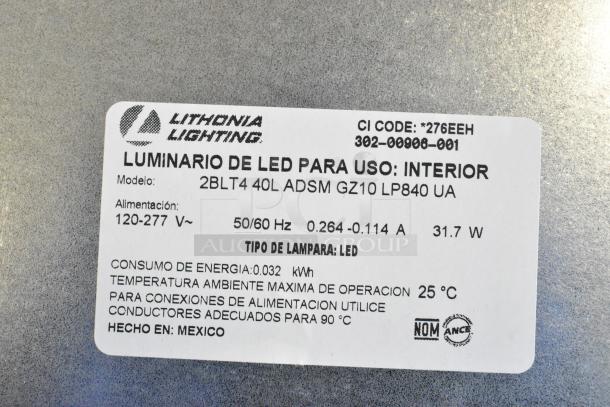 LITHONIA
LIGHTING.
CI CODE: *276EEH
302-00906-001
LUMINARIO DE LED PARA USO: INTERIOR
Modelo: 2BLT4 40L ADSM GZ10 LP840 UA
Alimentación:
120-277 V~ 50/60 Hz 0.264 -0.114 A 31.7 W
TIPO DE LAMPARA: LED
CONSUMO DE ENERGIA:0.032 kWh
TEMPERATURA AMBIENTE MAXIMA DE OPERACION 25 °C
PARA CONEXIONES DE ALIMENTACION UTILICE
CONDUCTORES ADECUADOS PARA 90 °C
HECHO EN: MEXICO
NOM ANCE